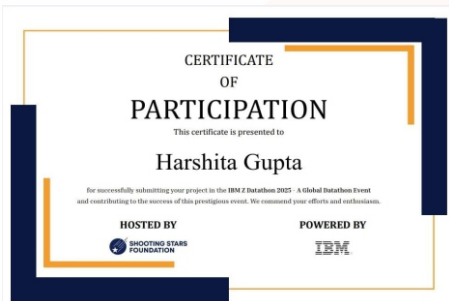 CERTIFICATE
OF
PARTICIPATION
This certificate is presented to
Harshita Gupta
for successfully submitting your project in the IBM Z Datathon 2025 - A Global Datathon Event
and contributing to the success of this prestigious event. We commend your efforts and enthusiasm.
HOSTED BY
SHOOTING STARS
FOUNDATION
POWERED BY
IBM